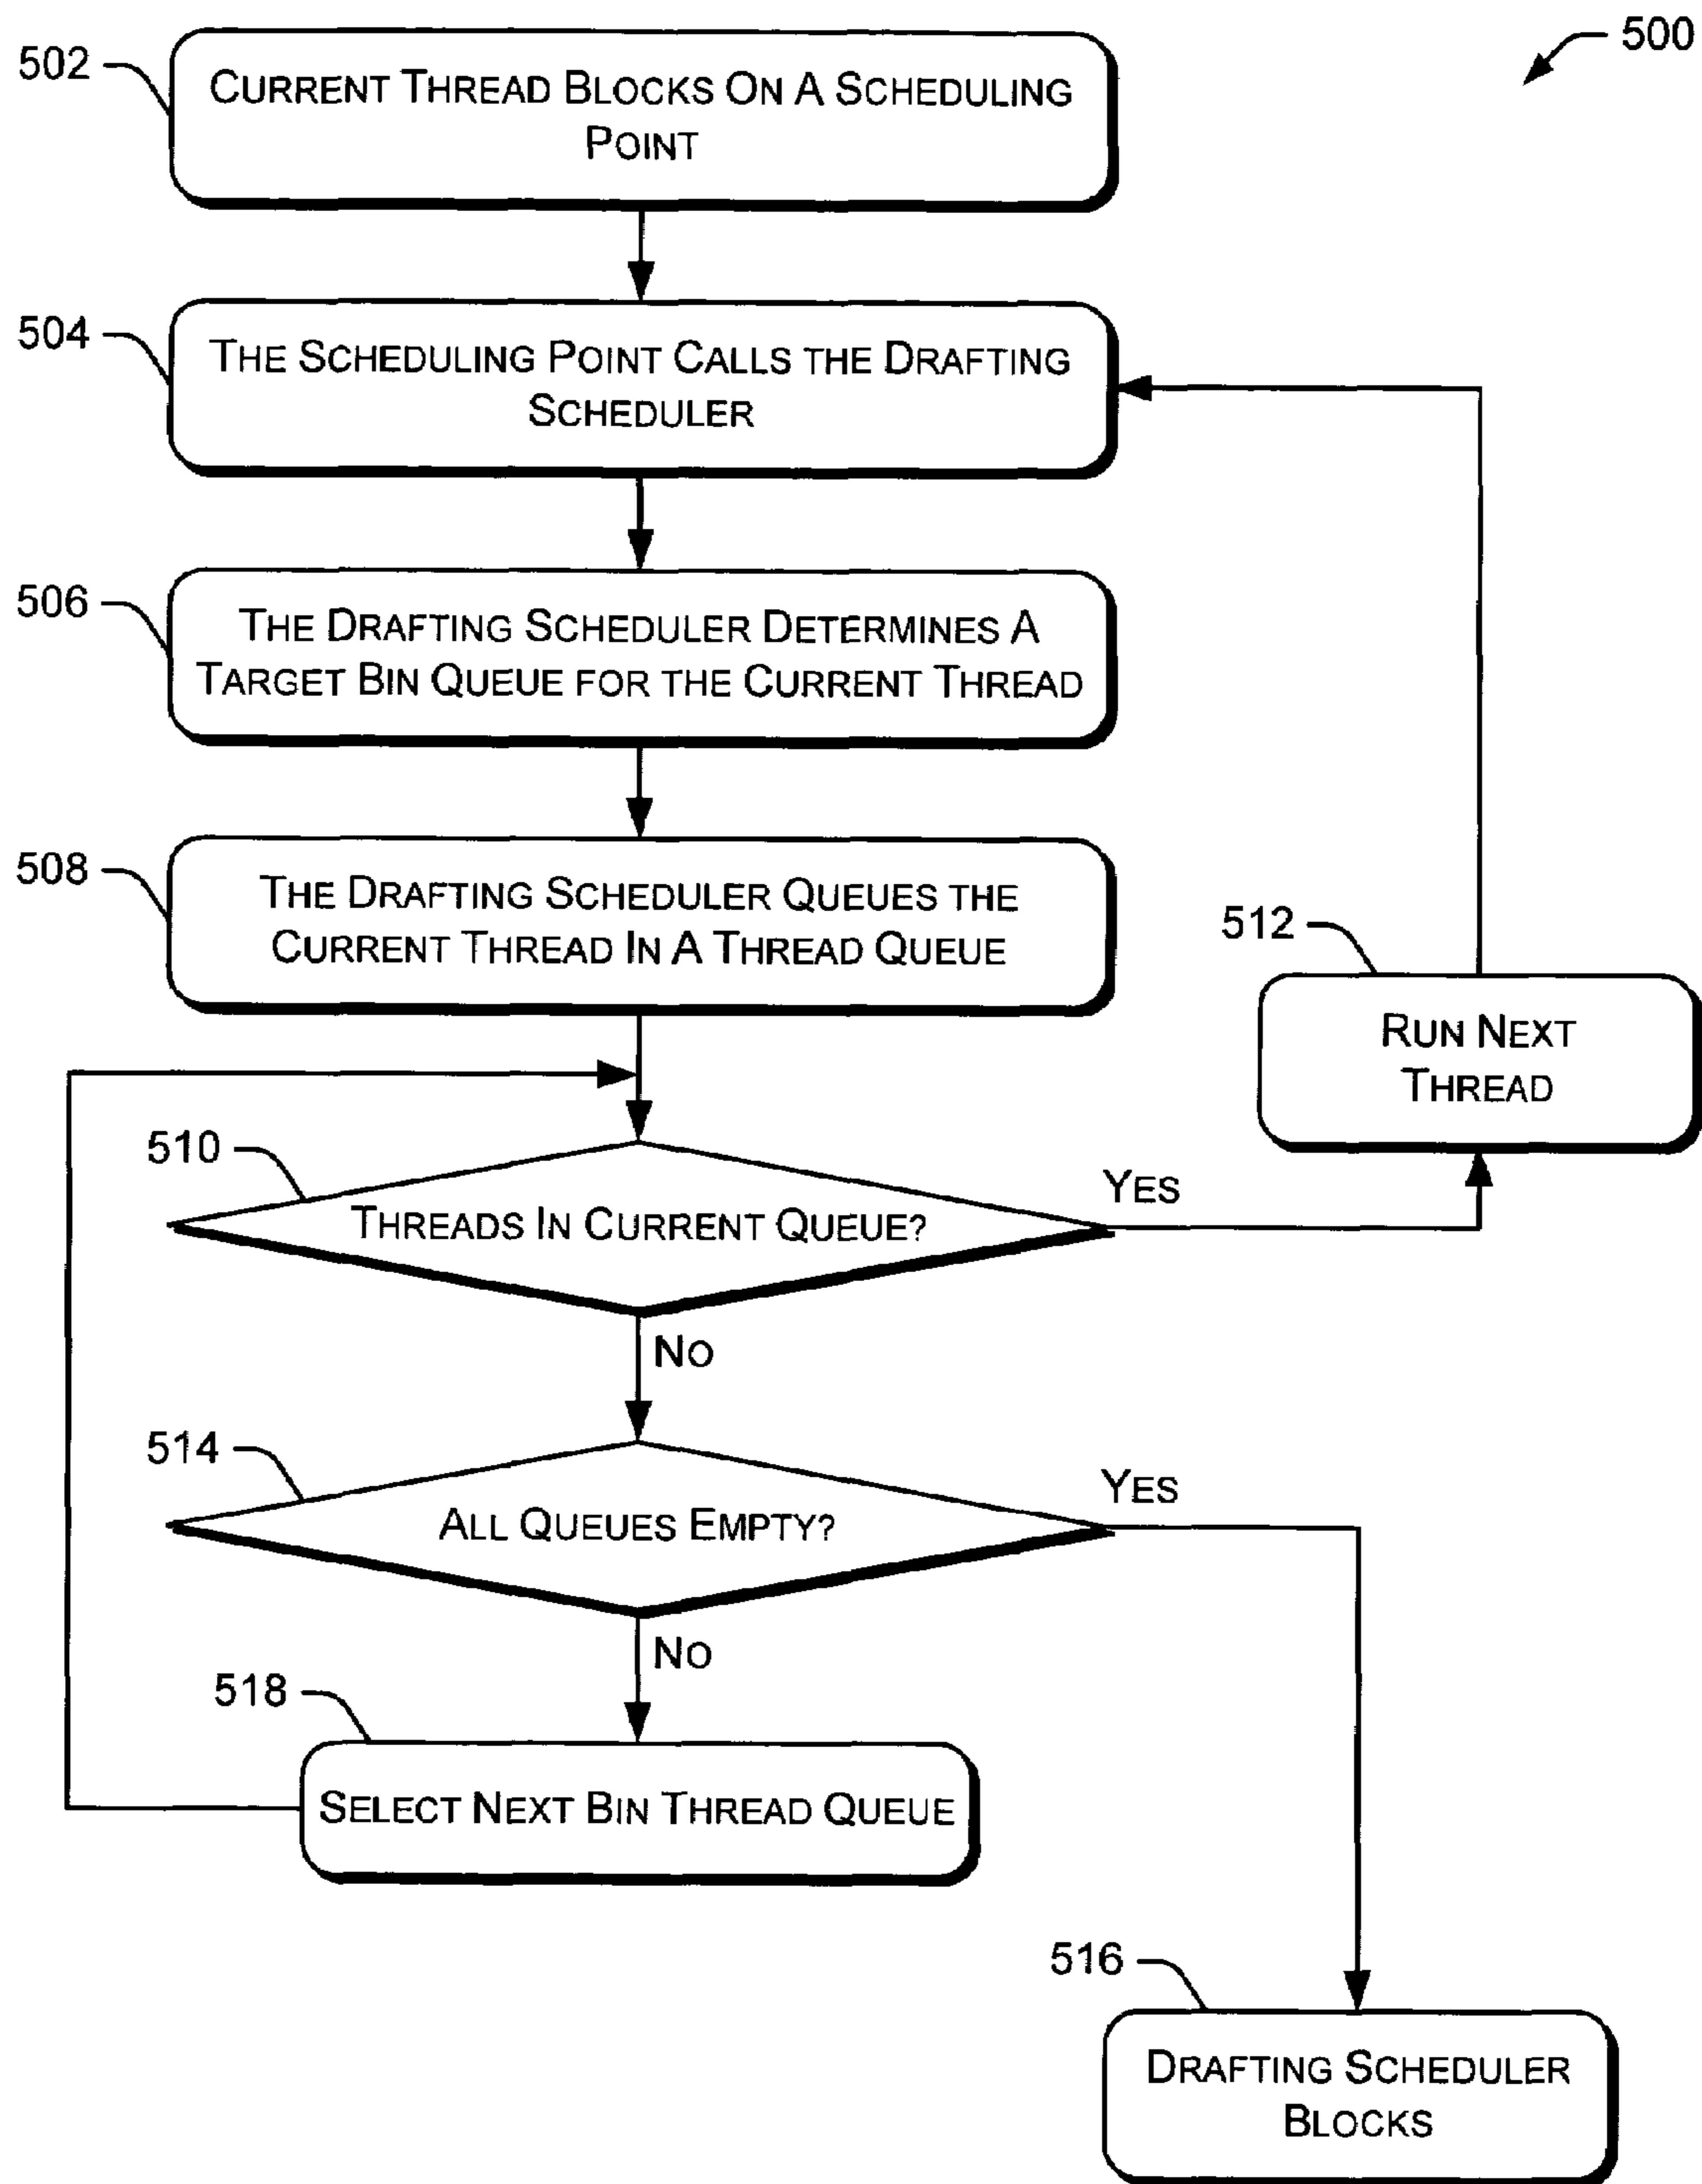 500
502
CURRENT THREAD BLOCKS ON A SCHEDULING
POINT
504
THE SCHEDULING POINT CALLS THE DRAFTING
SCHEDULER
506
THE DRAFTING SCHEDULER DETERMINES A
TARGET BIN QUEUE FOR THE CURRENT THREAD
508
THE DRAFTING SCHEDULER QUEUES THE
CURRENT THREAD IN A THREAD QUEUE
512
RUN NEXT
THREAD
510
THREADS IN CURRENT QUEUE?
YES
NO
514
ALL QUEUES EMPTY?
YES
NO
518
SELECT NEXT BIN THREAD QUEUE
516
DRAFTING SCHEDULER
BLOCKS